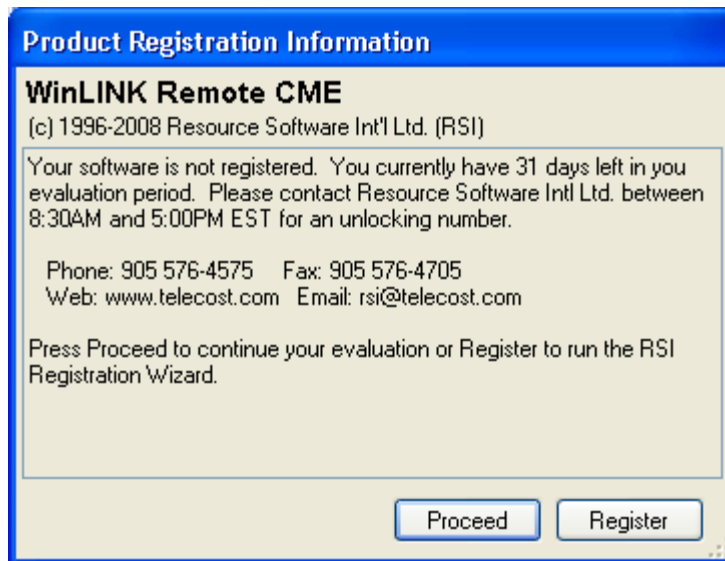 Product Registration Information
WinLINK Remote CME
(c) 1996-2008 Resource Software Int'l Ltd. (RSI)
Your software is not registered.  You currently have 31 days left in you
evaluation period.  Please contact Resource Software Intl Ltd. between
8:30AM and 5:00PM EST for an unlocking number.
Phone: 905 576-4575     Fax: 905 576-4705
Web: www.telecost.com   Email: rsi@telecost.com
Press Proceed to continue your evaluation or Register to run the RSI
Registration Wizard.
Proceed
Register